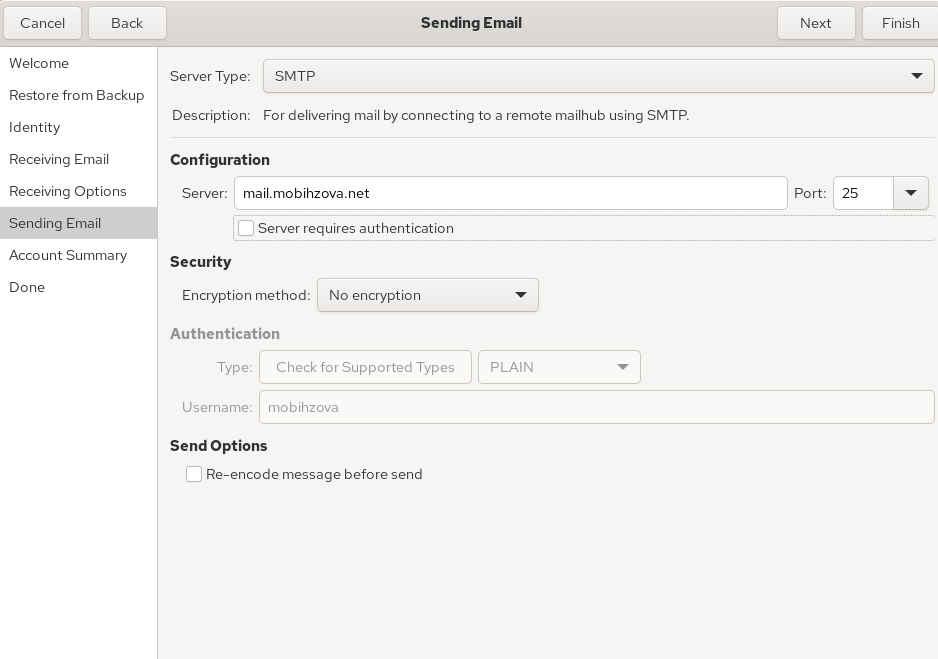 Cancel Back Sending Email Next Finish
Welcome
Restore from Backup
Identity
Receiving Email
Receiving Options
Sending Email
Account Summary
Done
Server Type: SMTP
Description: For delivering mail by connecting to a remote mailhub using SMTP.
Configuration
Server: mail.mobihzova.net Port: 25
Server requires authentication
Security
Encryption method: No encryption
Authentication
Type: Check for Supported Types PLAIN
Username: mobihzova
Send Options
Re-encode message before send